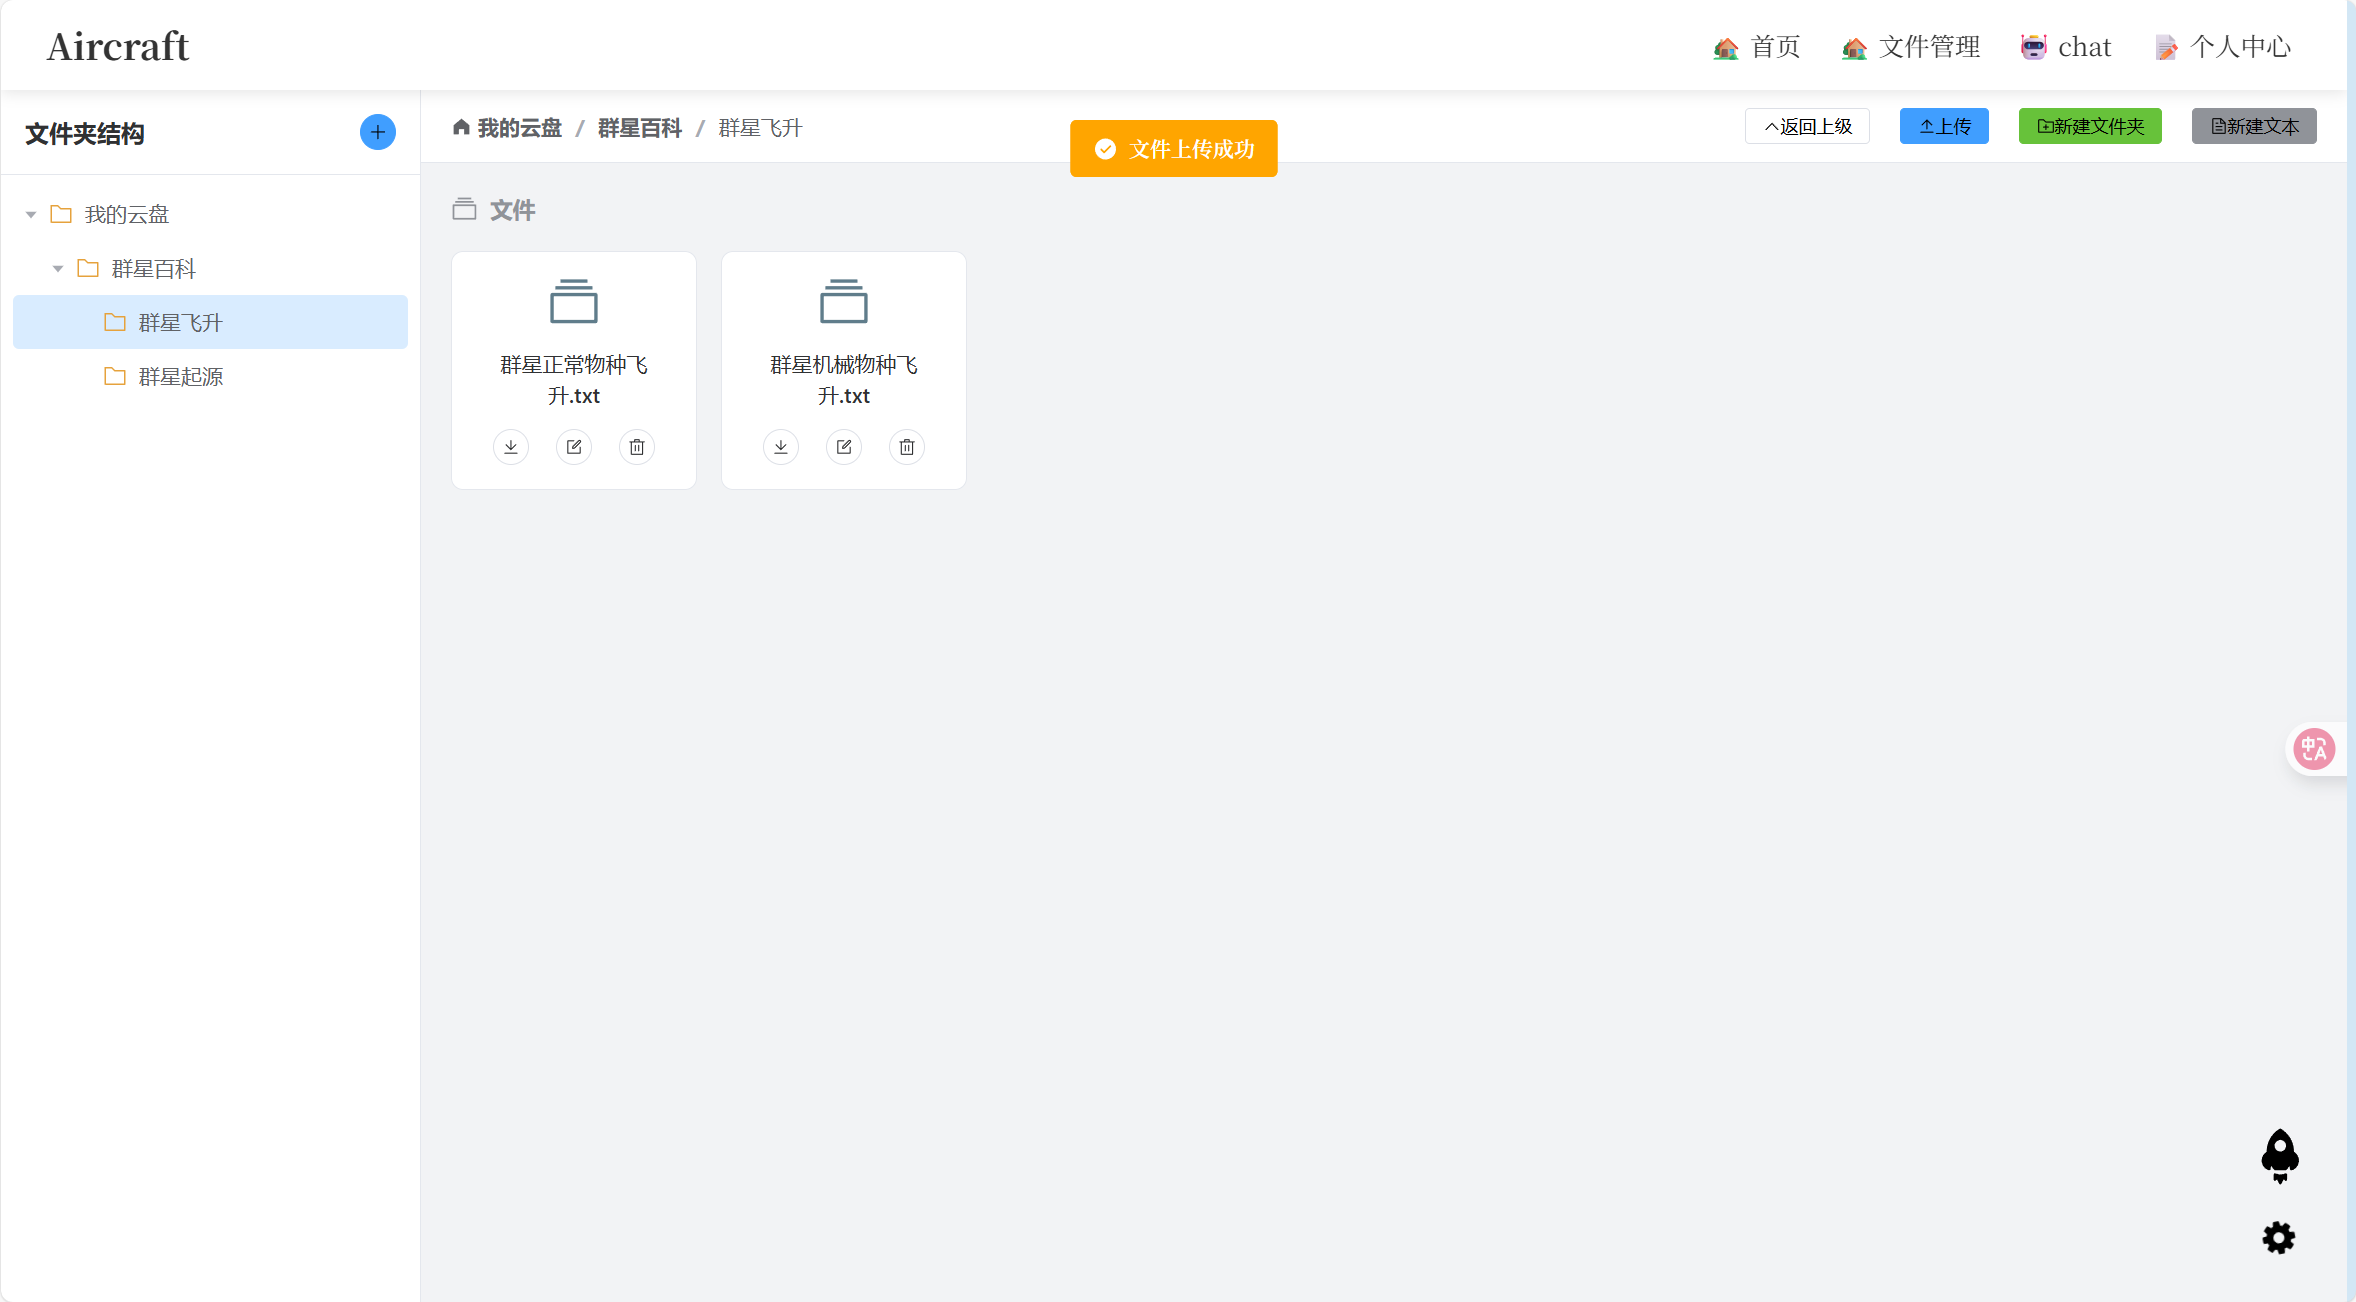 Aircraft
首页
文件管理
chat
个人中心
文件夹结构
我的云盘 / 群星百科 / 群星飞升
返回上级
上传
新建文件夹
新建文本
文件上传成功
我的云盘
群星百科
群星飞升
群星起源
文件
群星正常物种飞
升.txt
群星机械物种飞
升.txt
中A